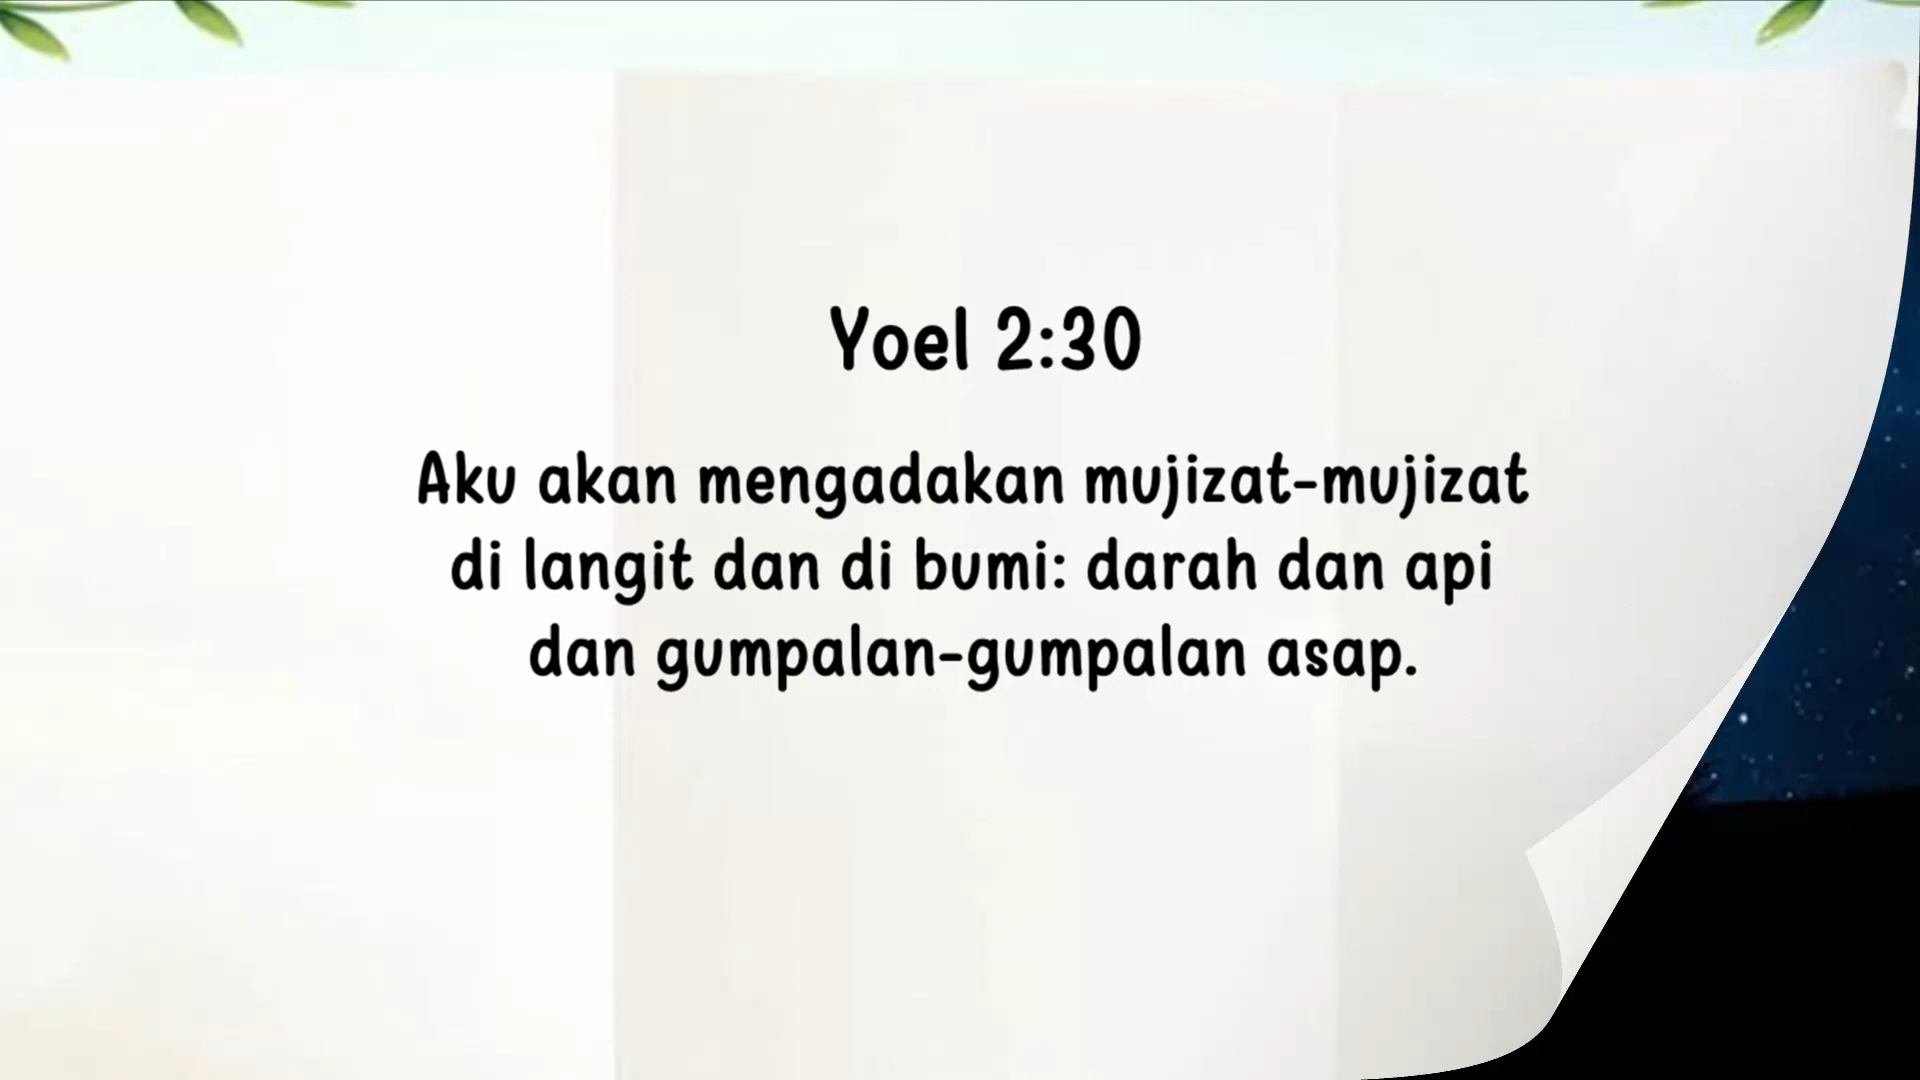 Yoel 2:30
Aku akan mengadakan mujizat-mujizat
di langit dan di bumi: darah dan api
dan gumpalan-gumpalan asap.